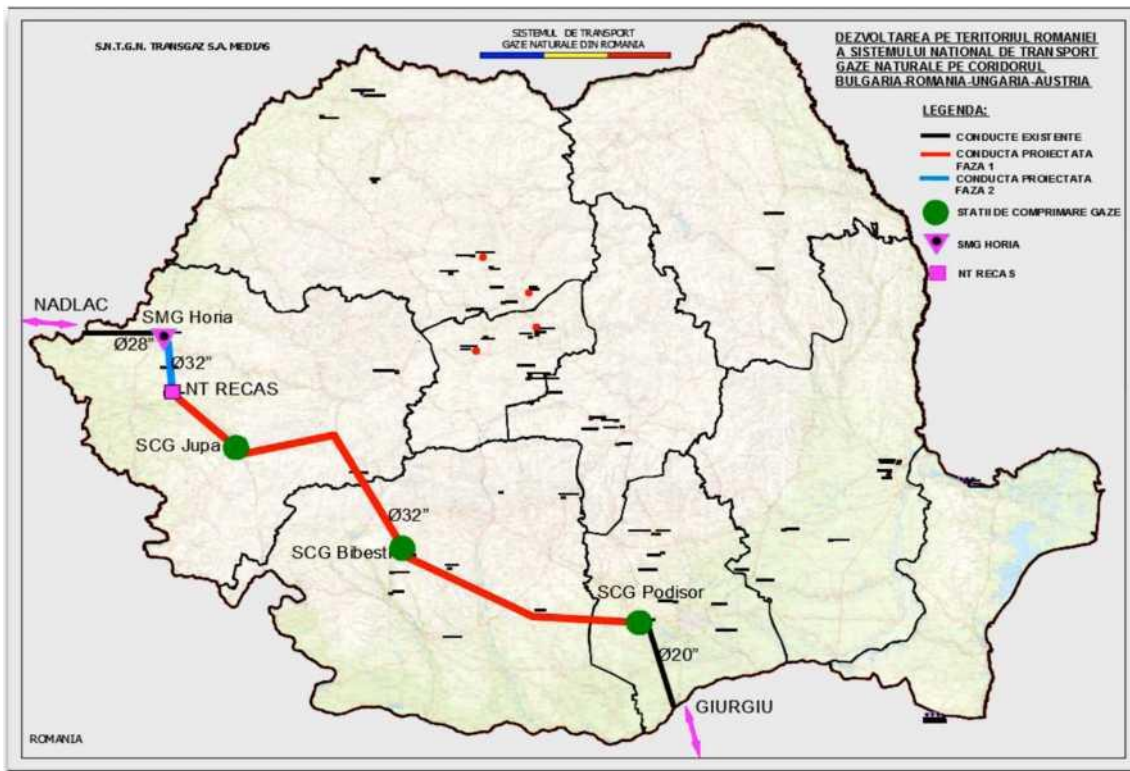 S.N.T.G.N. TRANSGAZ S.A. MEDIAS
SISTEMUL DE TRANSPORT
GAZE NATURALE DIN ROMANIA
DEZVOLTAREA PE TERITORIUL ROMANIEI
A SISTEMULUI NATIONAL DE TRANSPORT
GAZE NATURALE PE CORIDORUL
BULGARIA-ROMANIA-UNGARIA-AUSTRIA
LEGENDA:
CONDUCTE EXISTENTE
CONDUCTA PROIECTATA
FAZA 1
CONDUCTA PROIECTATA
FAZA 2
STATII DE COMPRIMARE GAZE
SMG HORIA
NT RECAS
NADLAC
SMG Horia
Ø28"
Ø32"
NT RECAS
SCG Jupa
Ø32"
SCG Bibesti
SCG Podisor
Ø20"
GIURGIU
ROMANIA